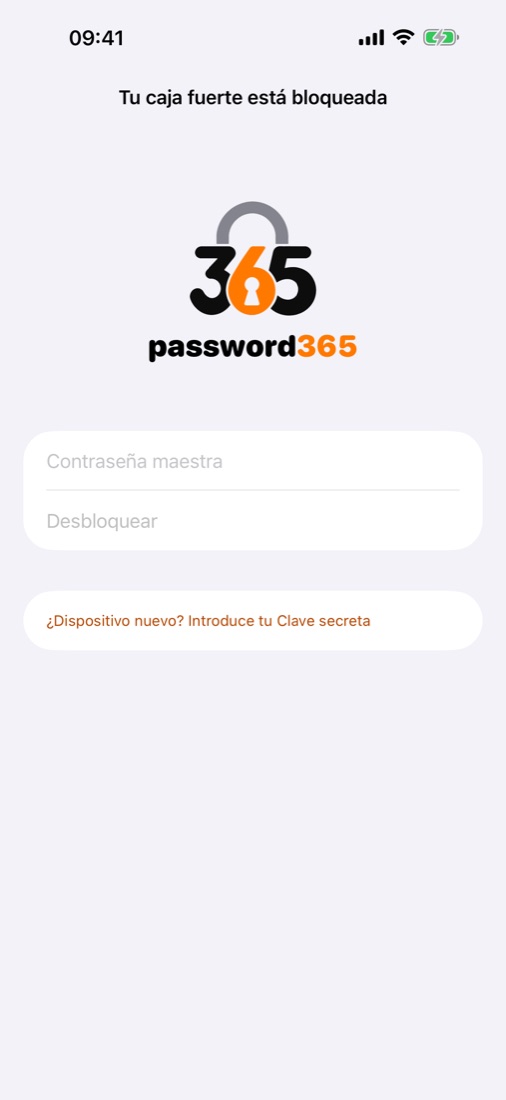 09:41
Tu caja fuerte está bloqueada
365
password365
Contraseña maestra
Desbloquear
¿Dispositivo nuevo? Introduce tu Clave secreta